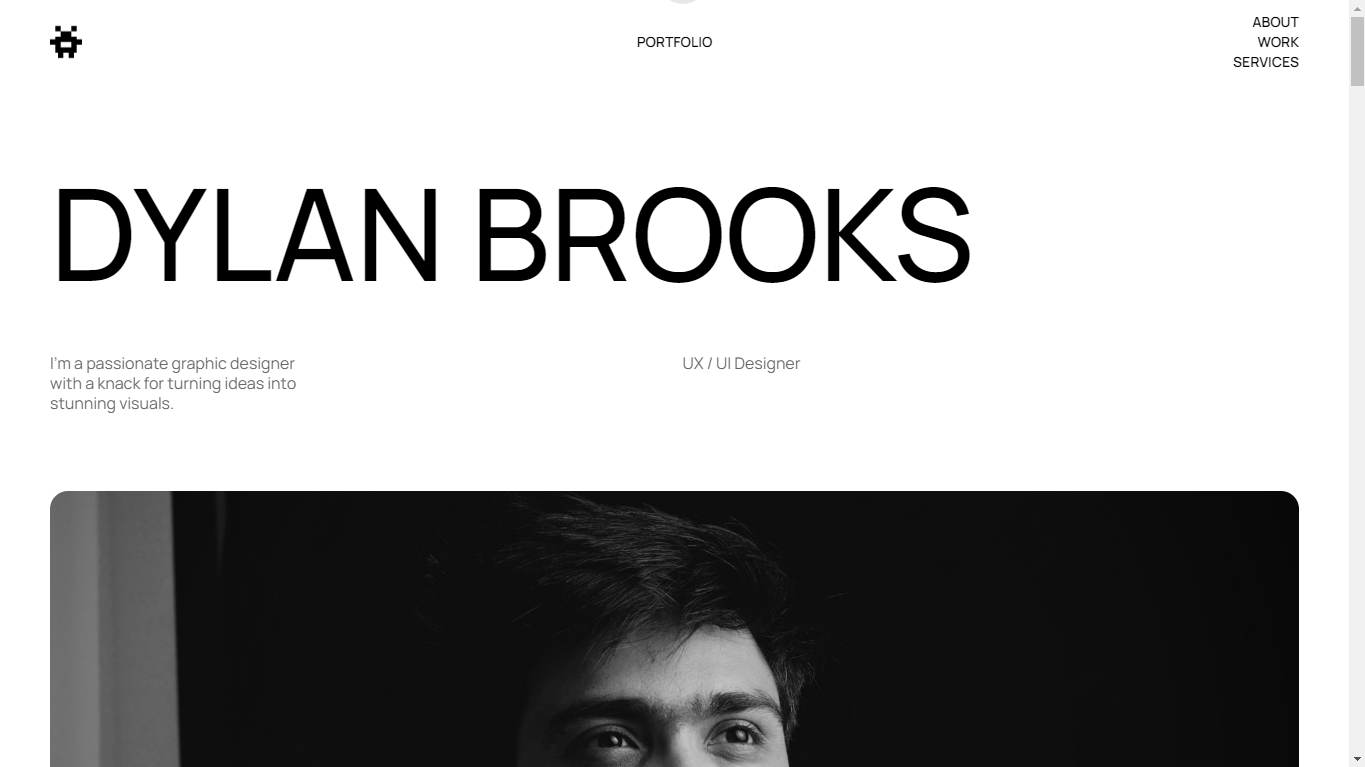 PORTFOLIO
ABOUT
WORK
SERVICES
DYLAN BROOKS
I'm a passionate graphic designer
with a knack for turning ideas into
stunning visuals.
UX / UI Designer